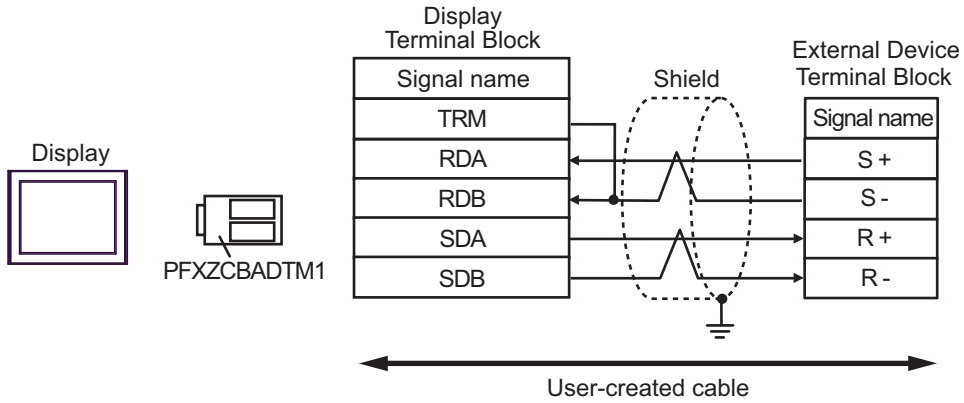 Display
Terminal Block
Signal name
TRM
RDA
RDB
SDA
SDB
Shield
External Device
Terminal Block
Signal name
S +
S -
R +
R -
Display
PFXZCBADTM1
User-created cable